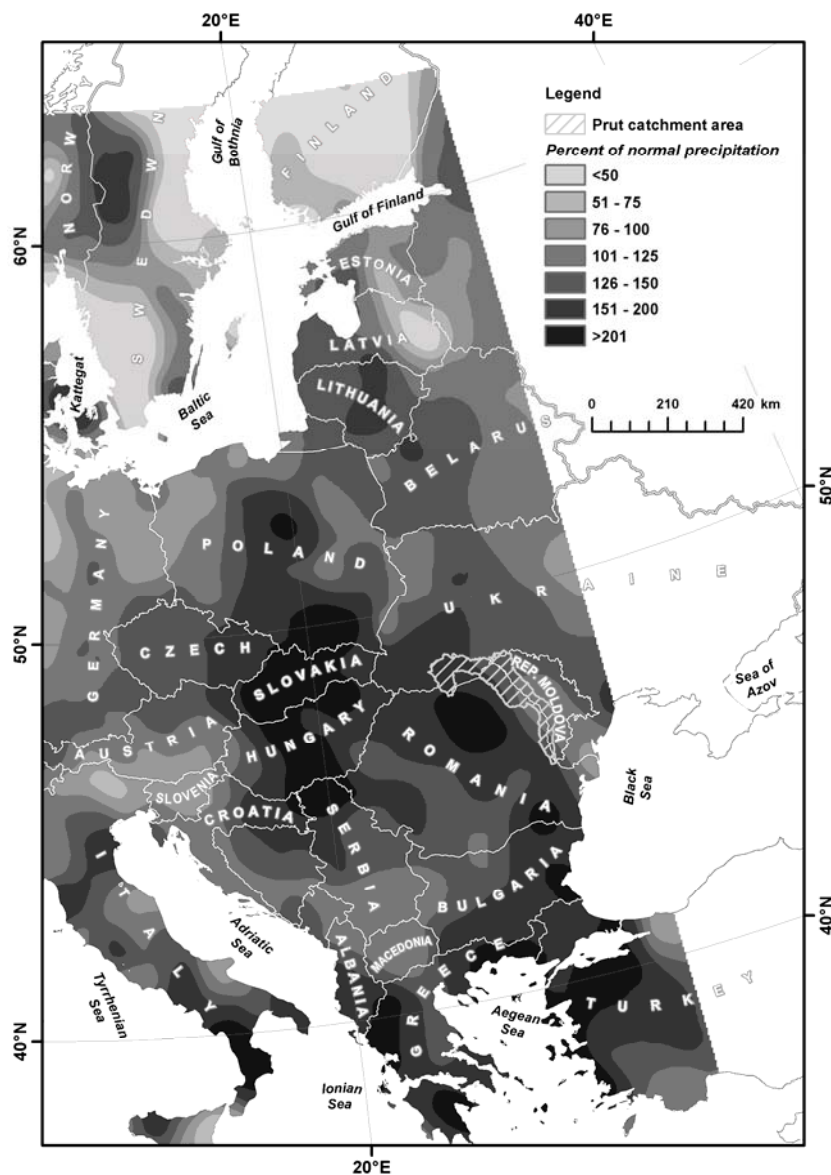 20°E
40°E
Legend
Prut catchment area
Percent of normal precipitation
<50
51 - 75
76 - 100
101 - 125
126 - 150
151 - 200
>201
0 210 420 km
NORWAY
SWEDWN
Gulf of
Bothnia
FINLAND
Gulf of Finland
60°N
ESTONIA
SWE
LATVIA
Kattegat
LITHUANIA
Baltic
Sea
BELARUS
50°N
GERMANY
POLAND
UKRAINE
50°N
CZECH
SLOVAKIA
REP. MOLDOVA
Sea of
Azov
AUSTRIA
HUNGARY
ROMANIA
SLOVENIA
CROATIA
Black
Sea
SERBIA
ITALY
BULGARIA
40°N
Adriatic
Sea
MACEDONIA
ALBANIA
GREECE
Tyrrhenian
Sea
TURKEY
Aegean
Sea
40°N
Ionian
Sea
20°E